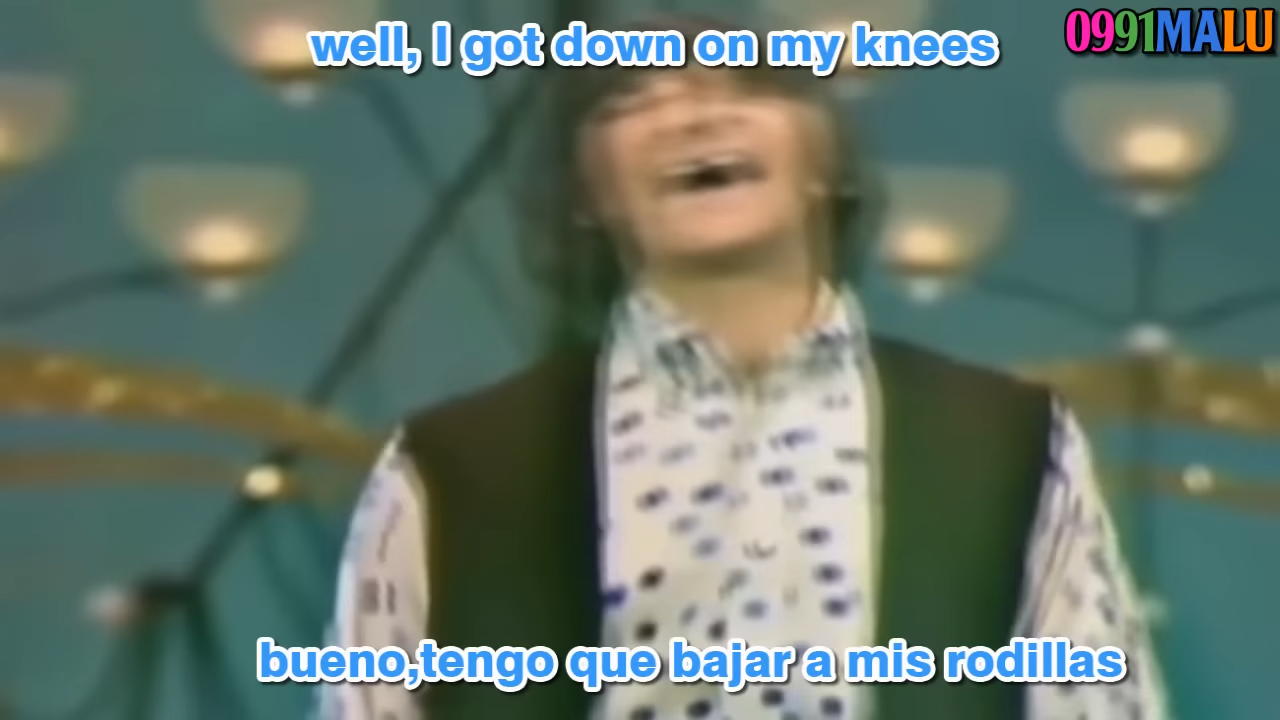 well, I got down on my knees
0991MALU
bueno,tengo que bajar a mis rodillas